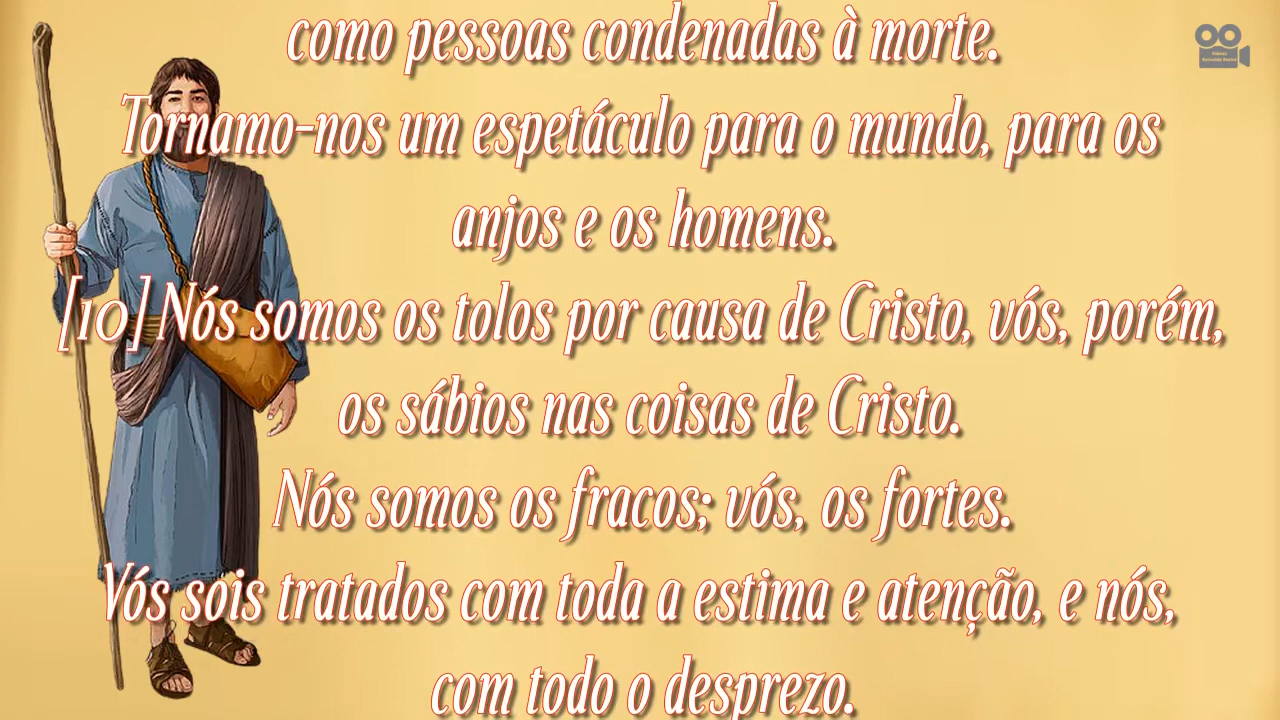 como pessoas condenadas à morte.
Tornamo-nos um espetáculo para o mundo, para os
anjos e os homens.
[10] Nós somos os tolos por causa de Cristo, vós, porém,
os sábios nas coisas de Cristo.
Nós somos os fracos; vós, os fortes.
Vós sois tratados com toda a estima e atenção, e nós,
com todo o desprezo.